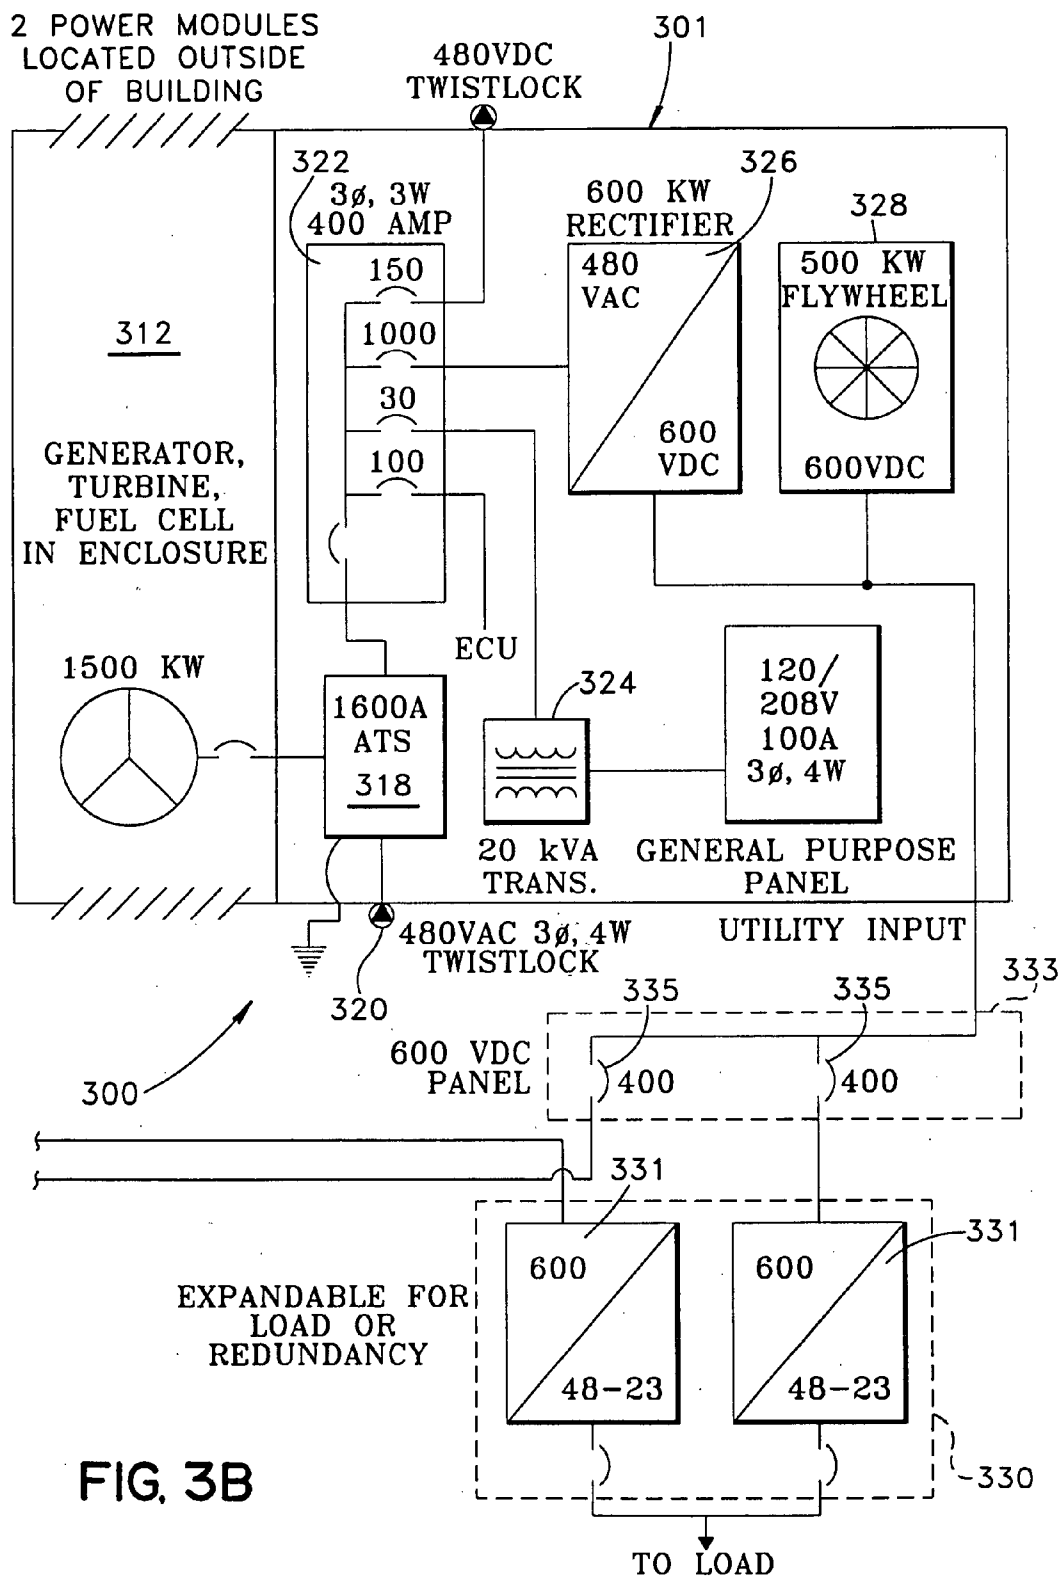 2 POWER MODULES
LOCATED OUTSIDE
OF BUILDING
480VDC
TWISTLOCK
301
322
3ø, 3W
400 AMP
150
1000
30
100
600 KW
RECTIFIER
326
480
VAC
600
VDC
328
500 KW
FLYWHEEL
600VDC
312
GENERATOR,
TURBINE,
FUEL CELL
IN ENCLOSURE
1500 KW
ECU
1600A
ATS
318
324
20 kVA
TRANS.
120/
208V
100A
3ø, 4W
GENERAL PURPOSE
PANEL
480VAC 3ø, 4W
TWISTLOCK
320
UTILITY INPUT
300
333
335
335
600 VDC
PANEL
400
400
331
331
600
48-23
600
48-23
EXPANDABLE FOR
LOAD OR
REDUNDANCY
330
TO LOAD
FIG. 3B